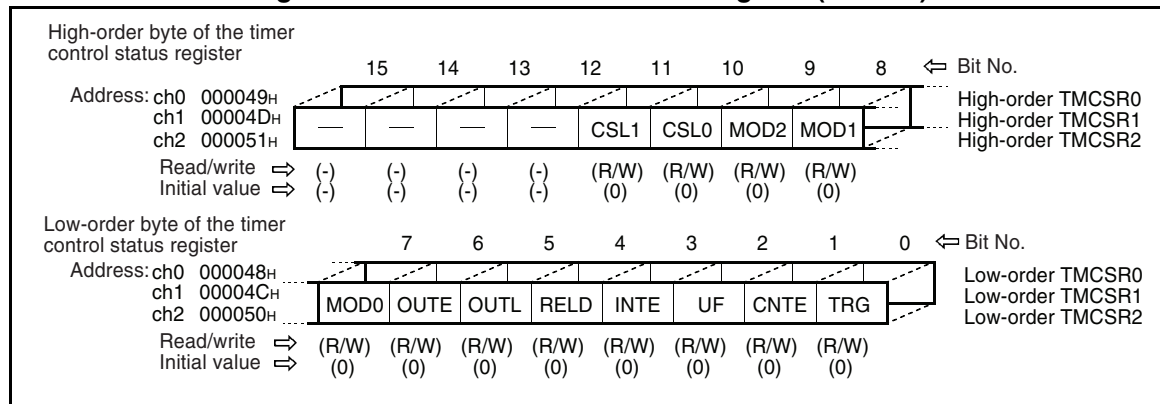 High-order byte of the timer
control status register
15 14 13 12 11 10 9 8 ⇐ Bit No.
Address: ch0 000049H
ch1 00004DH
ch2 000051H
— — — — CSL1 CSL0 MOD2 MOD1
High-order TMCSR0
High-order TMCSR1
High-order TMCSR2
Read/write ⇒ (-) (-) (-) (-) (R/W) (R/W) (R/W) (R/W)
Initial value ⇒ (-) (-) (-) (-) (0) (0) (0) (0)
Low-order byte of the timer
control status register
7 6 5 4 3 2 1 0 ⇐ Bit No.
Address: ch0 000048H
ch1 00004CH
ch2 000050H
MOD0 OUTE OUTL RELD INTE UF CNTE TRG
Low-order TMCSR0
Low-order TMCSR1
Low-order TMCSR2
Read/write ⇒ (R/W) (R/W) (R/W) (R/W) (R/W) (R/W) (R/W) (R/W)
Initial value ⇒ (0) (0) (0) (0) (0) (0) (0) (0)